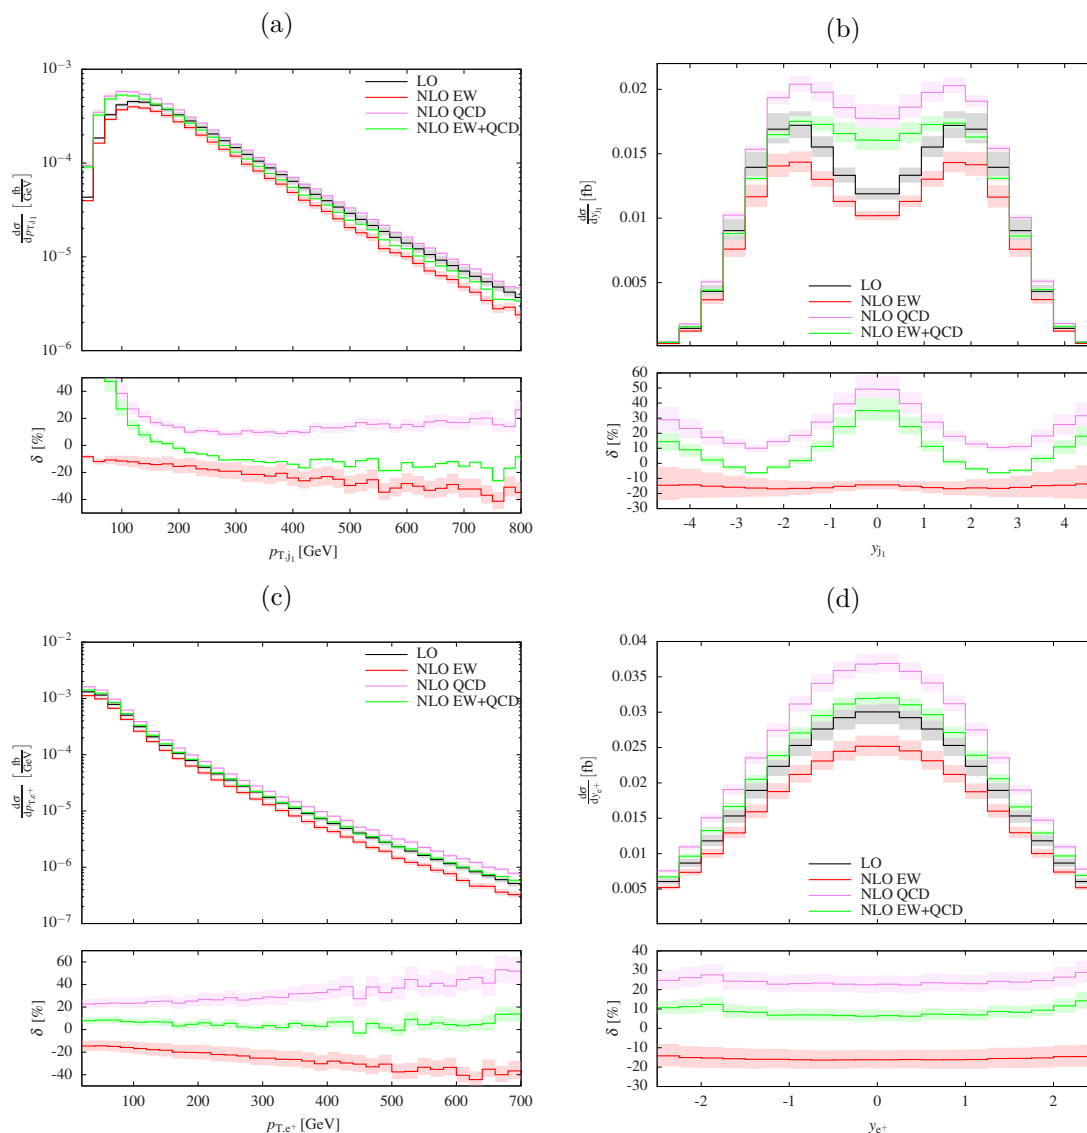 (a)
10⁻³
10⁻⁴
10⁻⁵
10⁻⁶
dσ/dp_T,j₁ [fb/GeV]
LO
NLO EW
NLO QCD
NLO EW+QCD
40
20
0
-20
-40
δ [%]
100 200 300 400 500 600 700 800
p_T,j₁ [GeV]
(b)
0.02
0.015
0.01
0.005
dσ/dy_j₁ [fb]
LO
NLO EW
NLO QCD
NLO EW+QCD
60
50
40
30
20
10
0
-10
-20
-30
δ [%]
-4 -3 -2 -1 0 1 2 3 4
y_j₁
(c)
10⁻²
10⁻³
10⁻⁴
10⁻⁵
10⁻⁶
10⁻⁷
dσ/dp_T,e⁺ [fb/GeV]
LO
NLO EW
NLO QCD
NLO EW+QCD
60
40
20
0
-20
-40
δ [%]
100 200 300 400 500 600 700
p_T,e⁺ [GeV]
(d)
0.04
0.035
0.03
0.025
0.02
0.015
0.01
0.005
dσ/dy_e⁺ [fb]
LO
NLO EW
NLO QCD
NLO EW+QCD
40
30
20
10
0
-10
-20
-30
δ [%]
-2 -1 0 1 2
y_e⁺